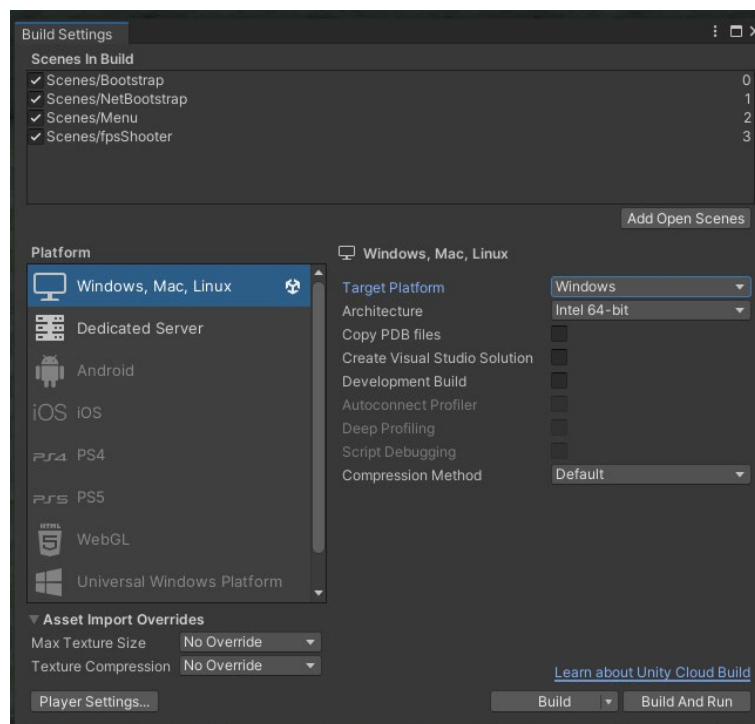 Build Settings
Scenes In Build
Scenes/Bootstrap 0
Scenes/NetBootstrap 1
Scenes/Menu 2
Scenes/fpsShooter 3
Add Open Scenes
Platform
Windows, Mac, Linux
Dedicated Server
Android
iOS iOS
PS4 PS4
PS5 PS5
HTML 5 WebGL
Universal Windows Platform
Windows, Mac, Linux
Target Platform Windows
Architecture Intel 64-bit
Copy PDB files
Create Visual Studio Solution
Development Build
Autoconnect Profiler
Deep Profiling
Script Debugging
Compression Method Default
Asset Import Overrides
Max Texture Size No Override
Texture Compression No Override
Learn about Unity Cloud Build
Player Settings... Build Build And Run